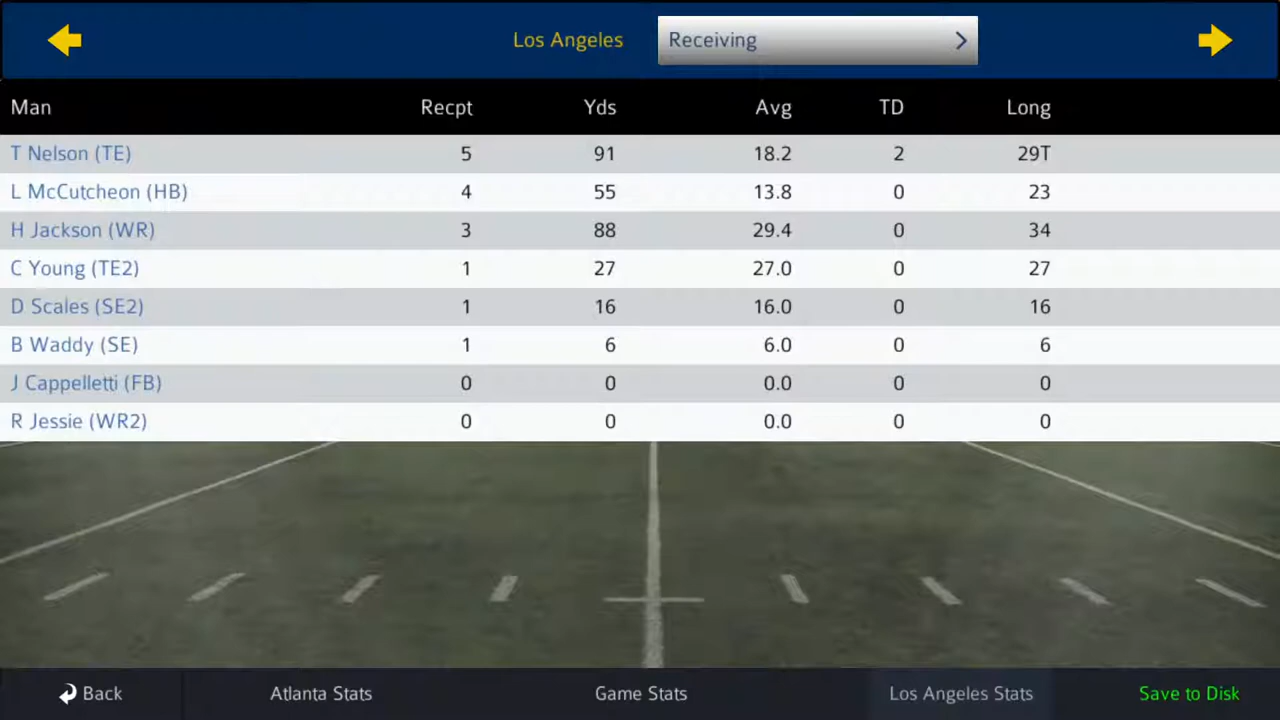 Los Angeles Receiving
Man Recpt Yds Avg TD Long
T Nelson (TE) 5 91 18.2 2 29T
L McCutcheon (HB) 4 55 13.8 0 23
H Jackson (WR) 3 88 29.4 0 34
C Young (TE2) 1 27 27.0 0 27
D Scales (SE2) 1 16 16.0 0 16
B Waddy (SE) 1 6 6.0 0 6
J Cappelletti (FB) 0 0 0.0 0 0
R Jessie (WR2) 0 0 0.0 0 0
Back Atlanta Stats Game Stats Los Angeles Stats Save to Disk